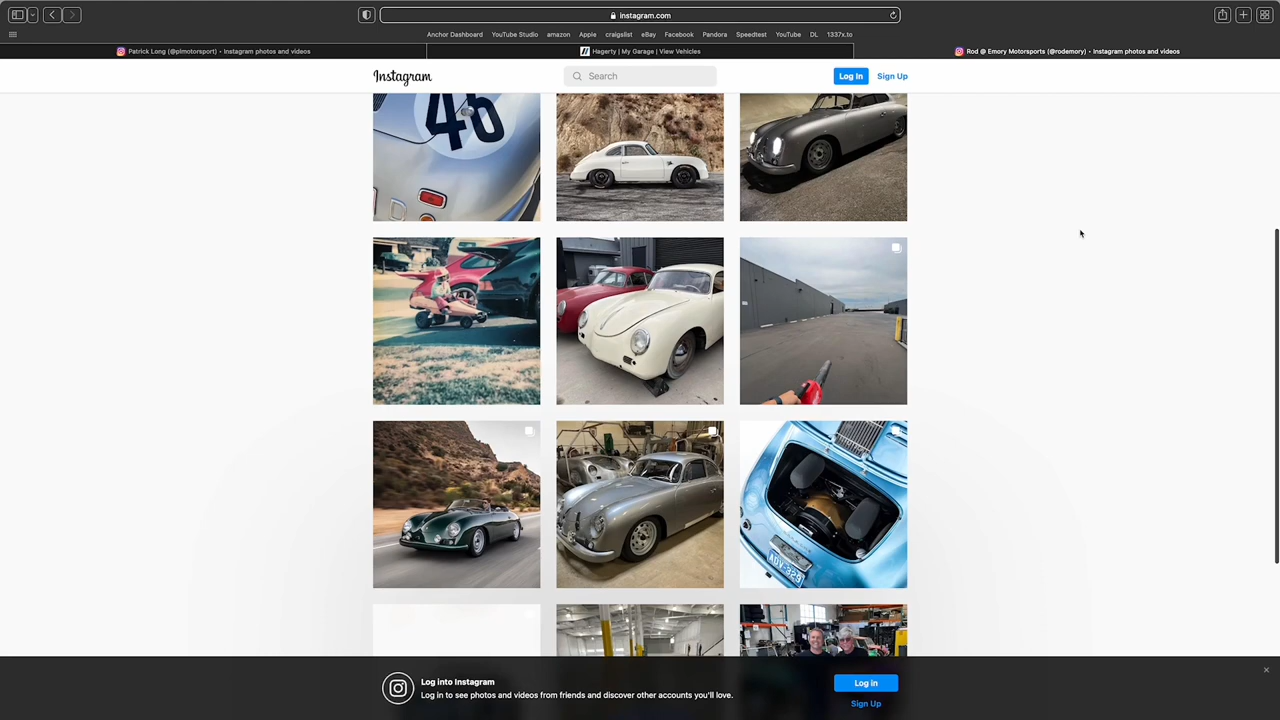 instagram.com
Anchor Dashboard YouTube Studio amazon Apple craigslist eBay Facebook Pandora Speedtest YouTube DL 1337x.to
Patrick Long (@plmotorsport) • Instagram photos and videos
Hagerty | My Garage | View Vehicles
Rod @ Emory Motorsports (@rodemory) • Instagram photos and videos
Instagram
Search
Log In
Sign Up
46
Log into Instagram
Log in to see photos and videos from friends and discover other accounts you'll love.
Log in
Sign Up